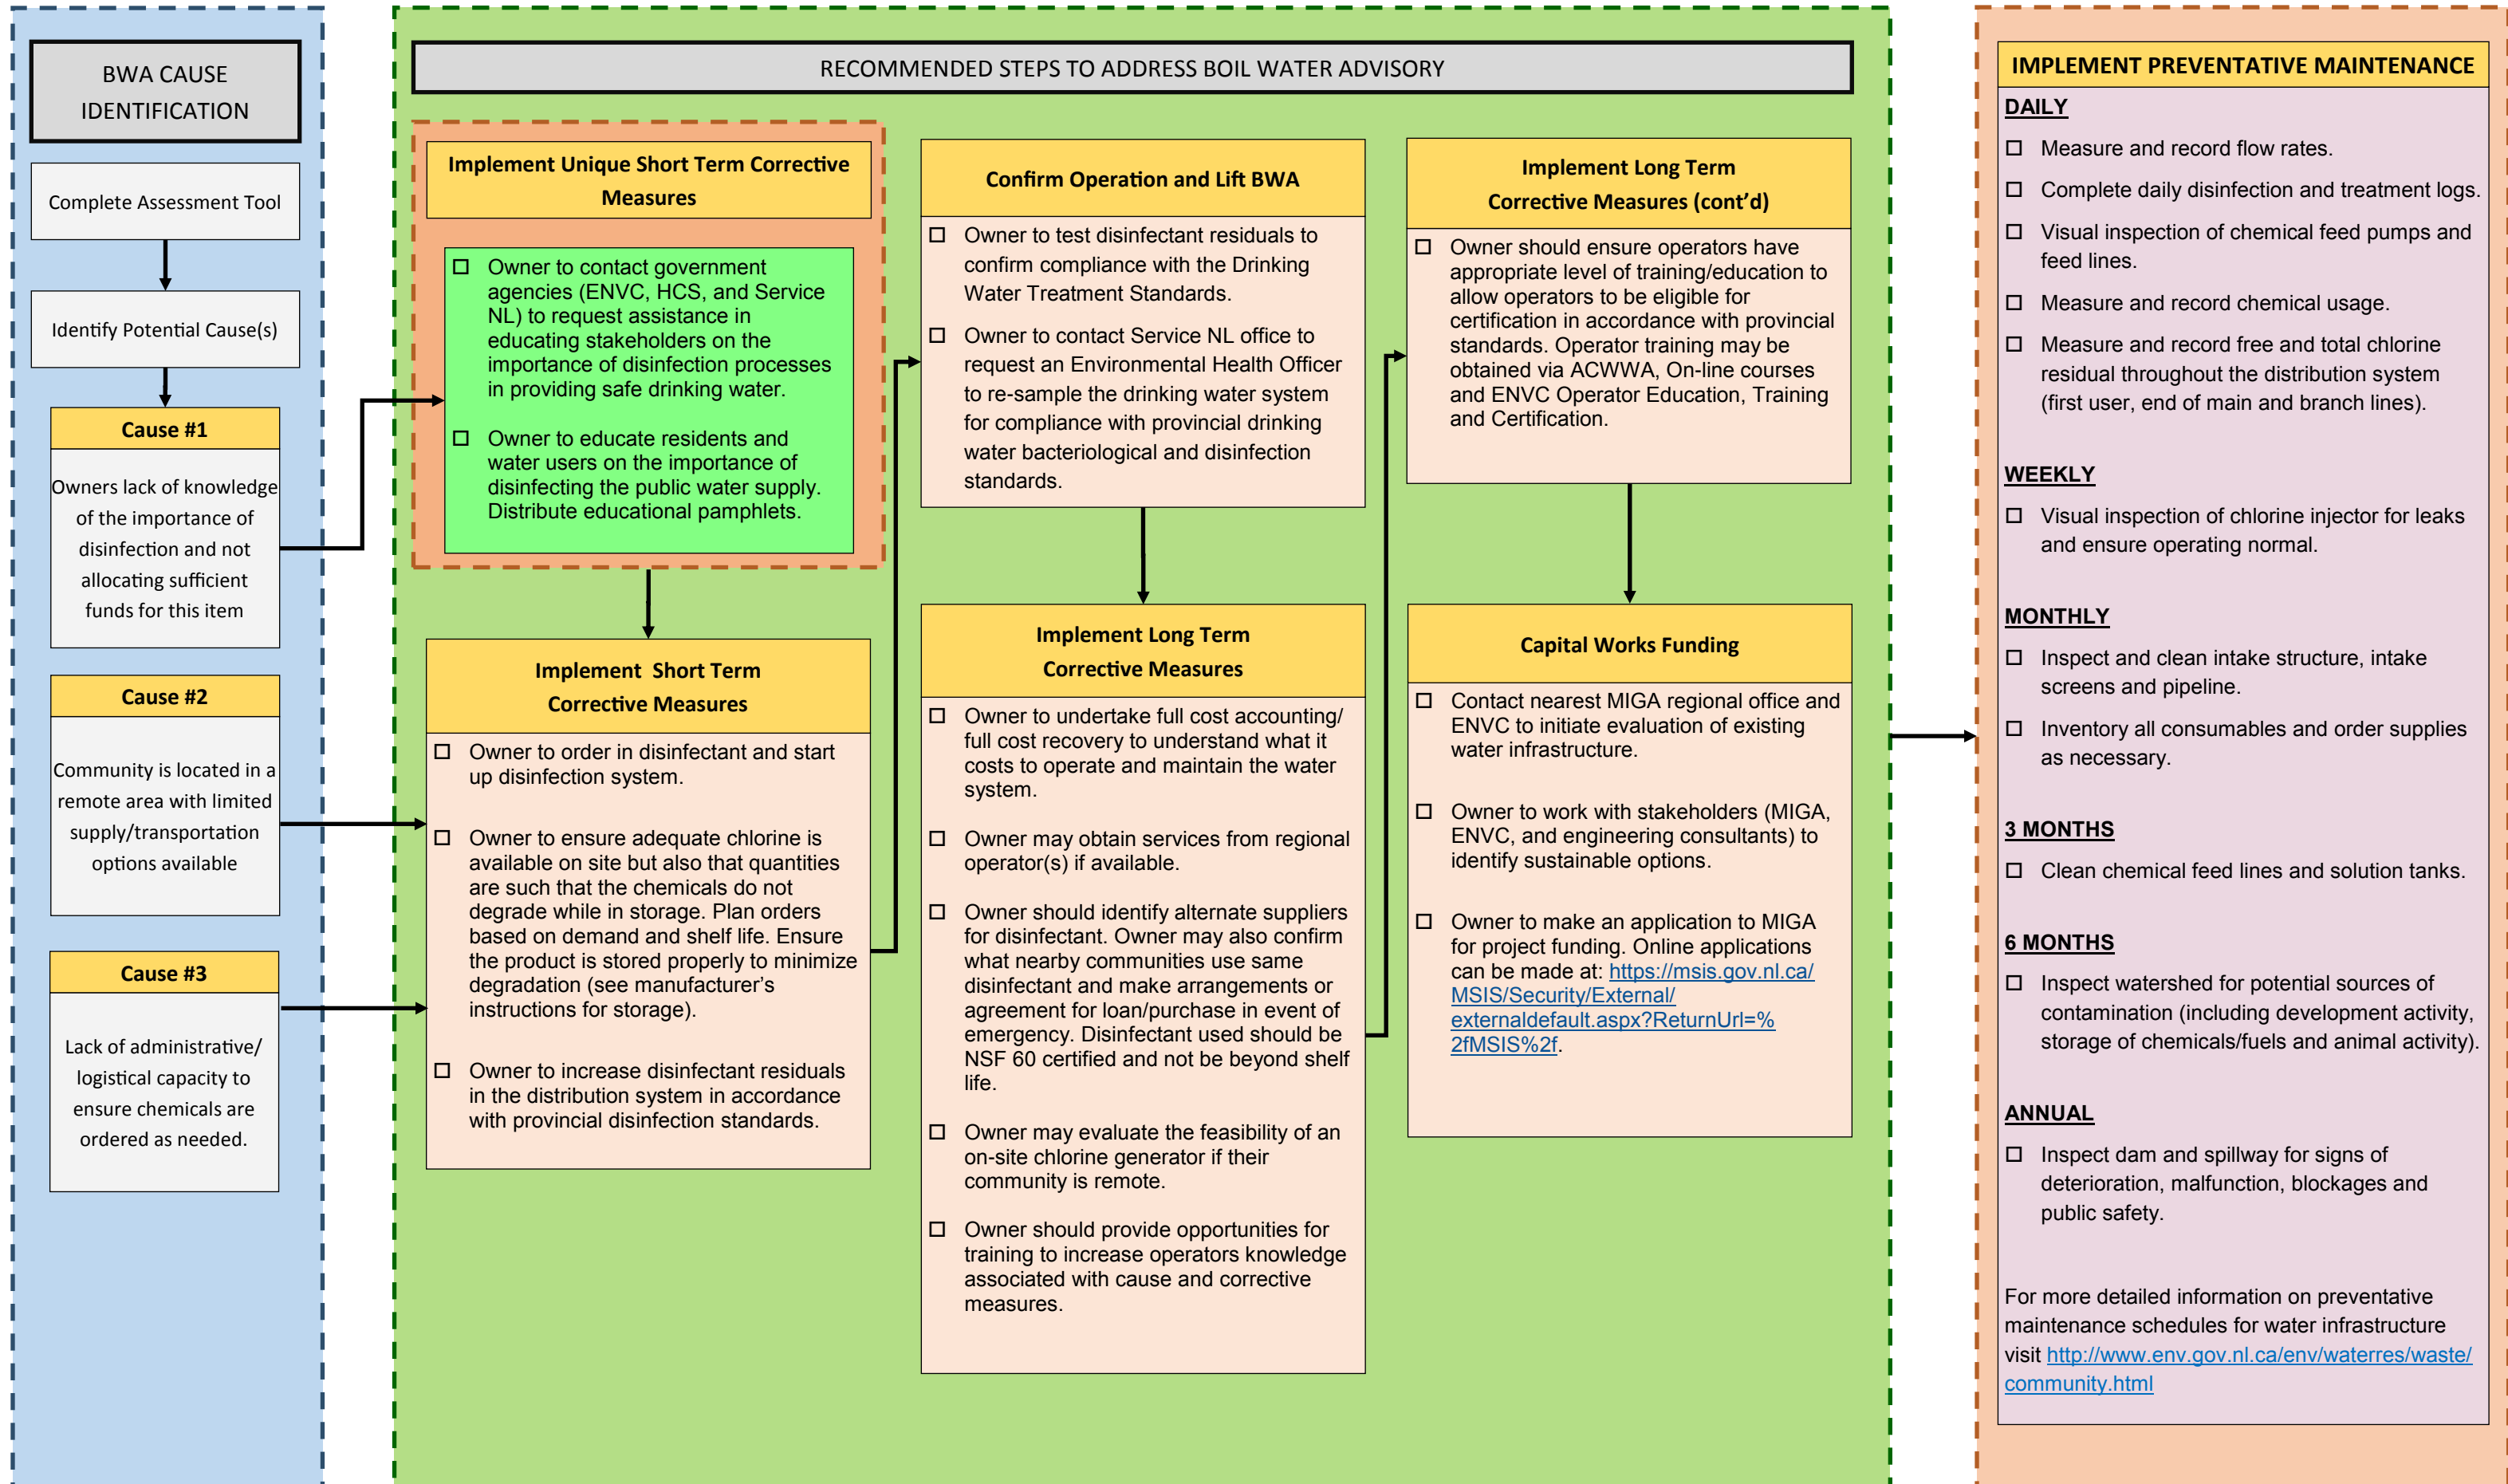 BWA CAUSE
IDENTIFICATION
Complete Assessment Tool
Identify Potential Cause(s)
Cause #1
Owners lack of knowledge
of the importance of
disinfection and not
allocating sufficient
funds for this item
Cause #2
Community is located in a
remote area with limited
supply/transportation
options available
Cause #3
Lack of administrative/
logistical capacity to
ensure chemicals are
ordered as needed.
RECOMMENDED STEPS TO ADDRESS BOIL WATER ADVISORY
Implement Unique Short Term Corrective
Measures
☐ Owner to contact government
agencies (ENVC, HCS, and Service
NL) to request assistance in
educating stakeholders on the
importance of disinfection processes
in providing safe drinking water.
☐ Owner to educate residents and
water users on the importance of
disinfecting the public water supply.
Distribute educational pamphlets.
Implement Short Term
Corrective Measures
☐ Owner to order in disinfectant and start
up disinfection system.
☐ Owner to ensure adequate chlorine is
available on site but also that quantities
are such that the chemicals do not
degrade while in storage. Plan orders
based on demand and shelf life. Ensure
the product is stored properly to minimize
degradation (see manufacturer's
instructions for storage).
☐ Owner to increase disinfectant residuals
in the distribution system in accordance
with provincial disinfection standards.
Confirm Operation and Lift BWA
☐ Owner to test disinfectant residuals to
confirm compliance with the Drinking
Water Treatment Standards.
☐ Owner to contact Service NL office to
request an Environmental Health Officer
to re-sample the drinking water system
for compliance with provincial drinking
water bacteriological and disinfection
standards.
Implement Long Term
Corrective Measures
☐ Owner to undertake full cost accounting/
full cost recovery to understand what it
costs to operate and maintain the water
system.
☐ Owner may obtain services from regional
operator(s) if available.
☐ Owner should identify alternate suppliers
for disinfectant. Owner may also confirm
what nearby communities use same
disinfectant and make arrangements or
agreement for loan/purchase in event of
emergency. Disinfectant used should be
NSF 60 certified and not be beyond shelf
life.
☐ Owner may evaluate the feasibility of an
on-site chlorine generator if their
community is remote.
☐ Owner should provide opportunities for
training to increase operators knowledge
associated with cause and corrective
measures.
Implement Long Term
Corrective Measures (cont'd)
☐ Owner should ensure operators have
appropriate level of training/education to
allow operators to be eligible for
certification in accordance with provincial
standards. Operator training may be
obtained via ACWWA, On-line courses
and ENVC Operator Education, Training
and Certification.
Capital Works Funding
☐ Contact nearest MIGA regional office and
ENVC to initiate evaluation of existing
water infrastructure.
☐ Owner to work with stakeholders (MIGA,
ENVC, and engineering consultants) to
identify sustainable options.
☐ Owner to make an application to MIGA
for project funding. Online applications
can be made at: https://msis.gov.nl.ca/
MSIS/Security/External/
externaldefault.aspx?ReturnUrl=%
2fMSIS%2f.
IMPLEMENT PREVENTATIVE MAINTENANCE
DAILY
☐ Measure and record flow rates.
☐ Complete daily disinfection and treatment logs.
☐ Visual inspection of chemical feed pumps and
feed lines.
☐ Measure and record chemical usage.
☐ Measure and record free and total chlorine
residual throughout the distribution system
(first user, end of main and branch lines).
WEEKLY
☐ Visual inspection of chlorine injector for leaks
and ensure operating normal.
MONTHLY
☐ Inspect and clean intake structure, intake
screens and pipeline.
☐ Inventory all consumables and order supplies
as necessary.
3 MONTHS
☐ Clean chemical feed lines and solution tanks.
6 MONTHS
☐ Inspect watershed for potential sources of
contamination (including development activity,
storage of chemicals/fuels and animal activity).
ANNUAL
☐ Inspect dam and spillway for signs of
deterioration, malfunction, blockages and
public safety.
For more detailed information on preventative
maintenance schedules for water infrastructure
visit http://www.env.gov.nl.ca/env/waterres/waste/
community.html